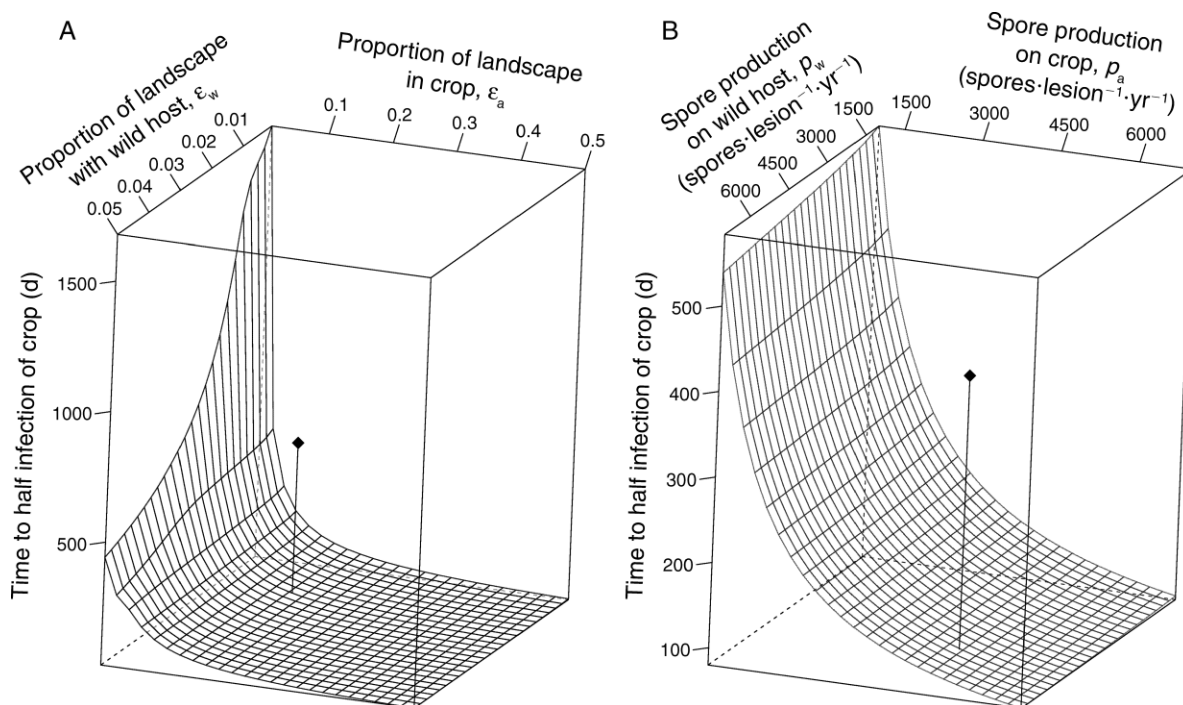 A
Proportion of landscape
with wild host, ε_w
0.01
0.02
0.03
0.04
0.05
Proportion of landscape
in crop, ε_a
0.1
0.2
0.3
0.4
0.5
Time to half infection of crop (d)
1500
1000
500
B
Spore production
on wild host, p_w
(spores·lesion⁻¹·yr⁻¹)
1500
3000
4500
6000
Spore production
on crop, p_a
(spores·lesion⁻¹·yr⁻¹)
1500
3000
4500
6000
Time to half infection of crop (d)
500
400
300
200
100